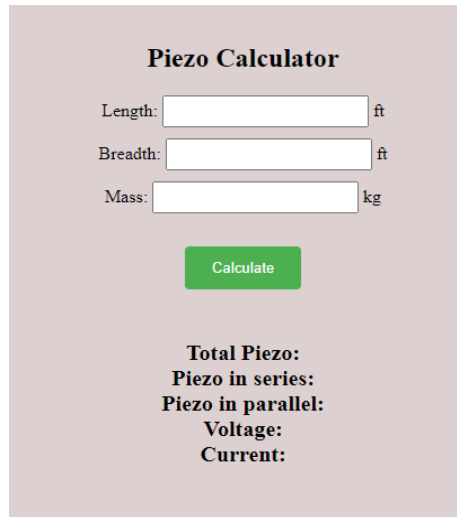 Piezo Calculator
Length: ft
Breadth: ft
Mass: kg
Calculate
Total Piezo:
Piezo in series:
Piezo in parallel:
Voltage:
Current: